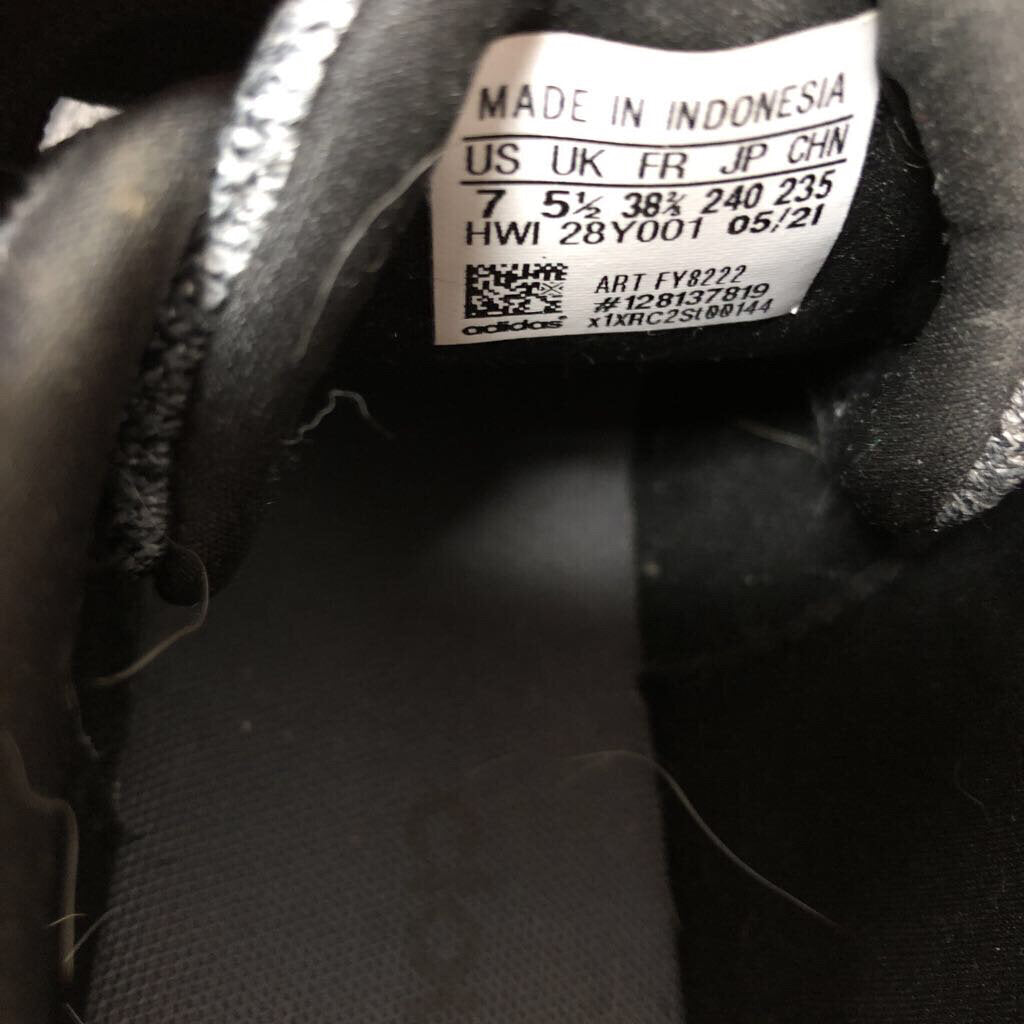 MADE IN INDONESIA
US UK FR JP CHN
7 5½ 38⅔ 240 235
HWI 28Y001 05/21
ART FY8222
#128137819
adidas x1XRC2St00144